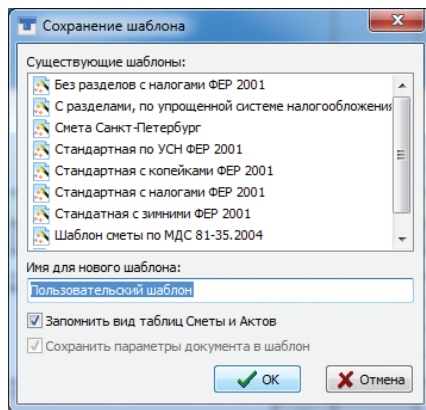 Сохранение шаблона
Существующие шаблоны:
Без разделов с налогами ФЕР 2001
С разделами, по упрощенной системе налогообложения
Смета Санкт-Петербург
Стандартная по УСН ФЕР 2001
Стандартная с копейками ФЕР 2001
Стандартная с налогами ФЕР 2001
Стандатная с зимними ФЕР 2001
Шаблон сметы по МДС 81-35.2004
Имя для нового шаблона:
Пользовательский шаблон
Запомнить вид таблиц Сметы и Актов
Сохранить параметры документа в шаблон
ОК
Отмена